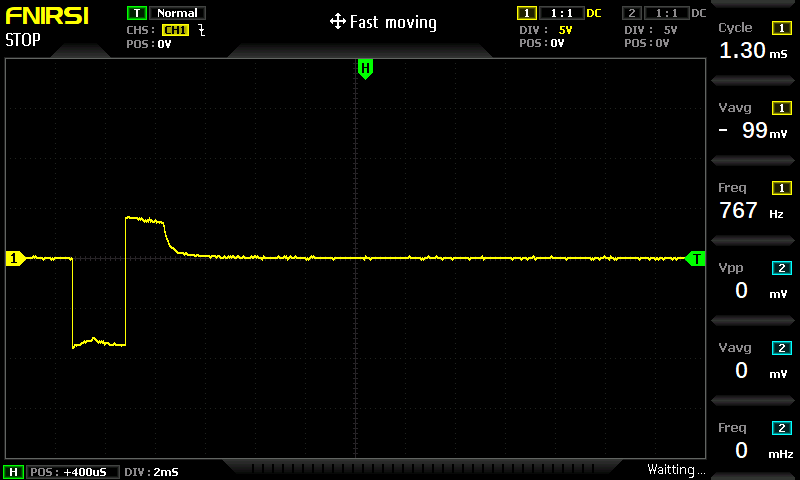 FNIRSI
STOP
T Normal
CHS: CH1
POS:0V
Fast moving
1 1:1 DC
DIV: 5V
POS:0V
2 1:1 DC
DIV: 5V
POS:0V
H
1
T
Cycle 1
1.30 mS
Vavg 1
- 99 mV
Freq 1
767 Hz
Vpp 2
0 mV
Vavg 2
0 mV
Freq 2
0 mHz
H POS: +400uS DIV: 2mS
Waitting...